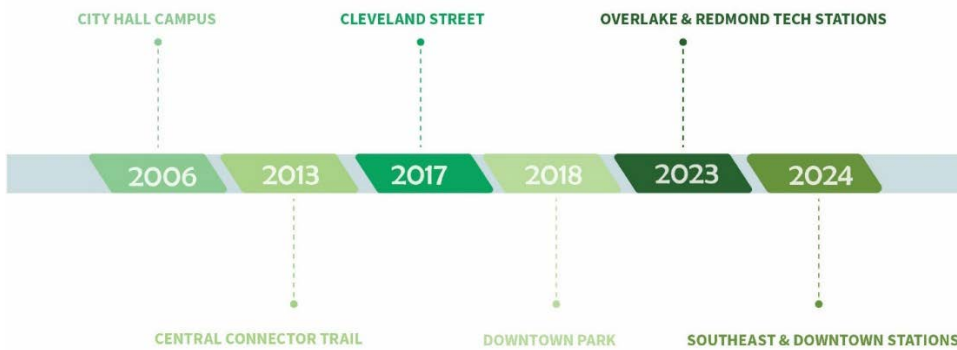 CITY HALL CAMPUS
CLEVELAND STREET
OVERLAKE & REDMOND TECH STATIONS
2006
2013
2017
2018
2023
2024
CENTRAL CONNECTOR TRAIL
DOWNTOWN PARK
SOUTHEAST & DOWNTOWN STATIONS